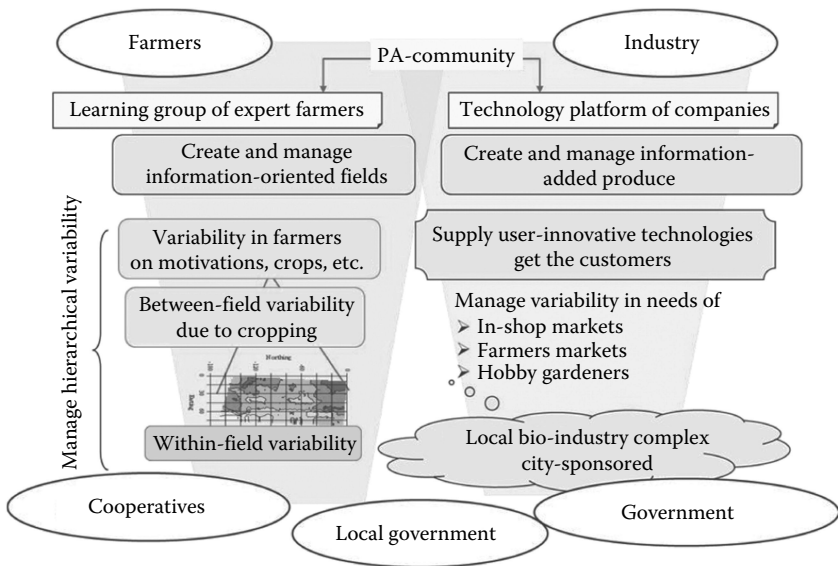 Farmers
Industry
PA-community
Learning group of expert farmers
Technology platform of companies
Create and manage
information-oriented fields
Create and manage information-
added produce
Manage hierarchical variability
Variability in farmers
on motivations, crops, etc.
Supply user-innovative technologies
get the customers
Between-field variability
due to cropping
Manage variability in needs of
In-shop markets
Farmers markets
Hobby gardeners
Northing
Within-field variability
Local bio-industry complex
city-sponsored
Cooperatives
Local government
Government